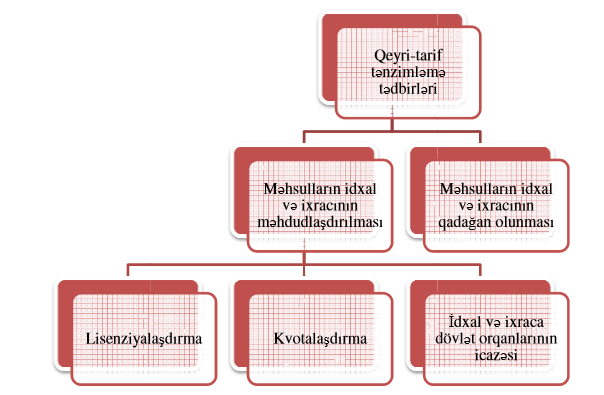 Qeyri-tarif
tənzimləmə
tədbirləri
Məhsulların idxal
və ixracının
məhdudlaşdırılması
Məhsulların idxal
və ixracının
qadağan olunması
Lisenziyalaşdırma
Kvotalaşdırma
İdxal və ixraca
dövlət orqanlarının
icazəsi